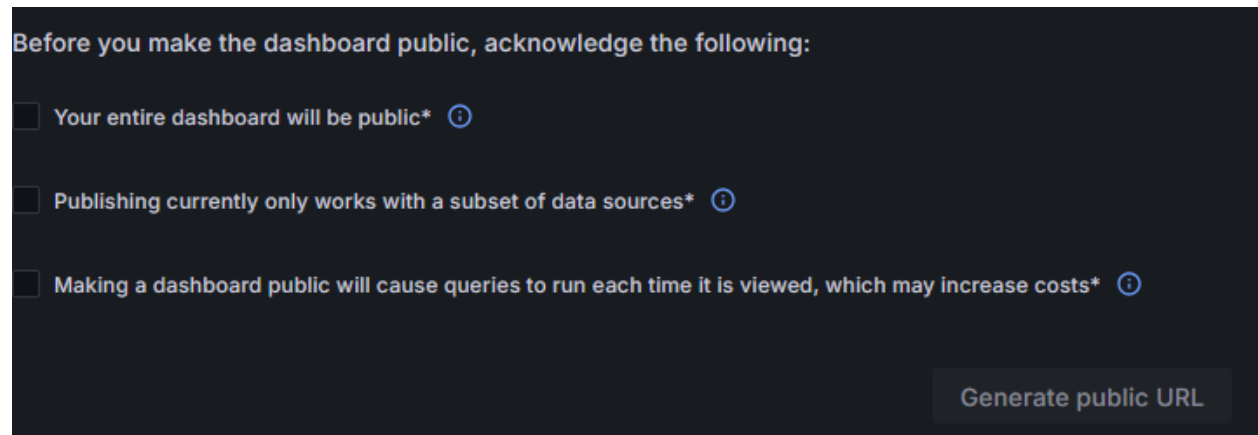 Before you make the dashboard public, acknowledge the following:
Your entire dashboard will be public*
Publishing currently only works with a subset of data sources*
Making a dashboard public will cause queries to run each time it is viewed, which may increase costs*
Generate public URL